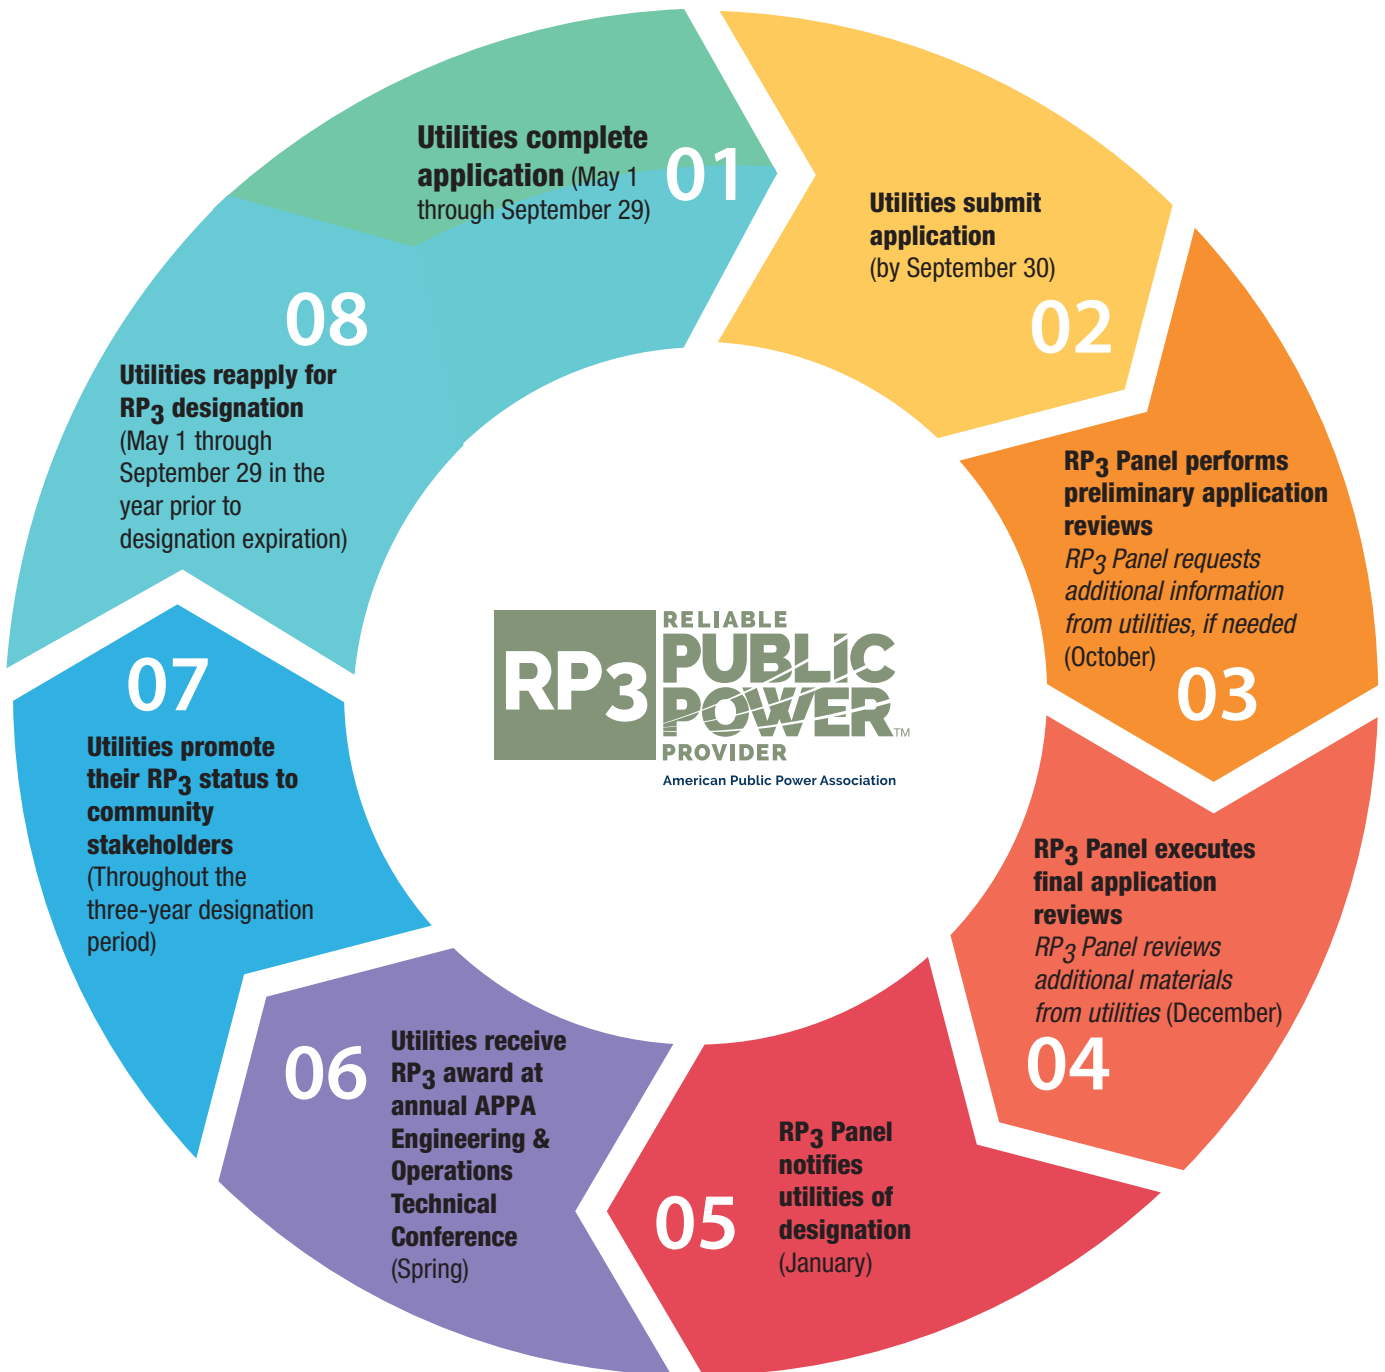 Utilities complete
application (May 1
through September 29)
01
Utilities submit
application
(by September 30)
02
RP3 Panel performs
preliminary application
reviews
RP3 Panel requests
additional information
from utilities, if needed
(October)
03
RP3 Panel executes
final application
reviews
RP3 Panel reviews
additional materials
from utilities (December)
04
RP3 Panel
notifies
utilities of
designation
(January)
05
Utilities receive
RP3 award at
annual APPA
Engineering &
Operations
Technical
Conference
(Spring)
06
07
Utilities promote
their RP3 status to
community
stakeholders
(Throughout the
three-year designation
period)
08
Utilities reapply for
RP3 designation
(May 1 through
September 29 in the
year prior to
designation expiration)
RP3
RELIABLE
PUBLIC
POWER™
PROVIDER
American Public Power Association